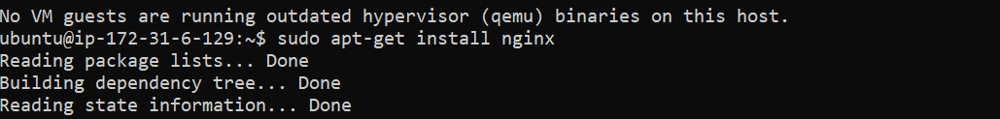 No VM guests are running outdated hypervisor (qemu) binaries on this host.
ubuntu@ip-172-31-6-129:~$ sudo apt-get install nginx
Reading package lists... Done
Building dependency tree... Done
Reading state information... Done